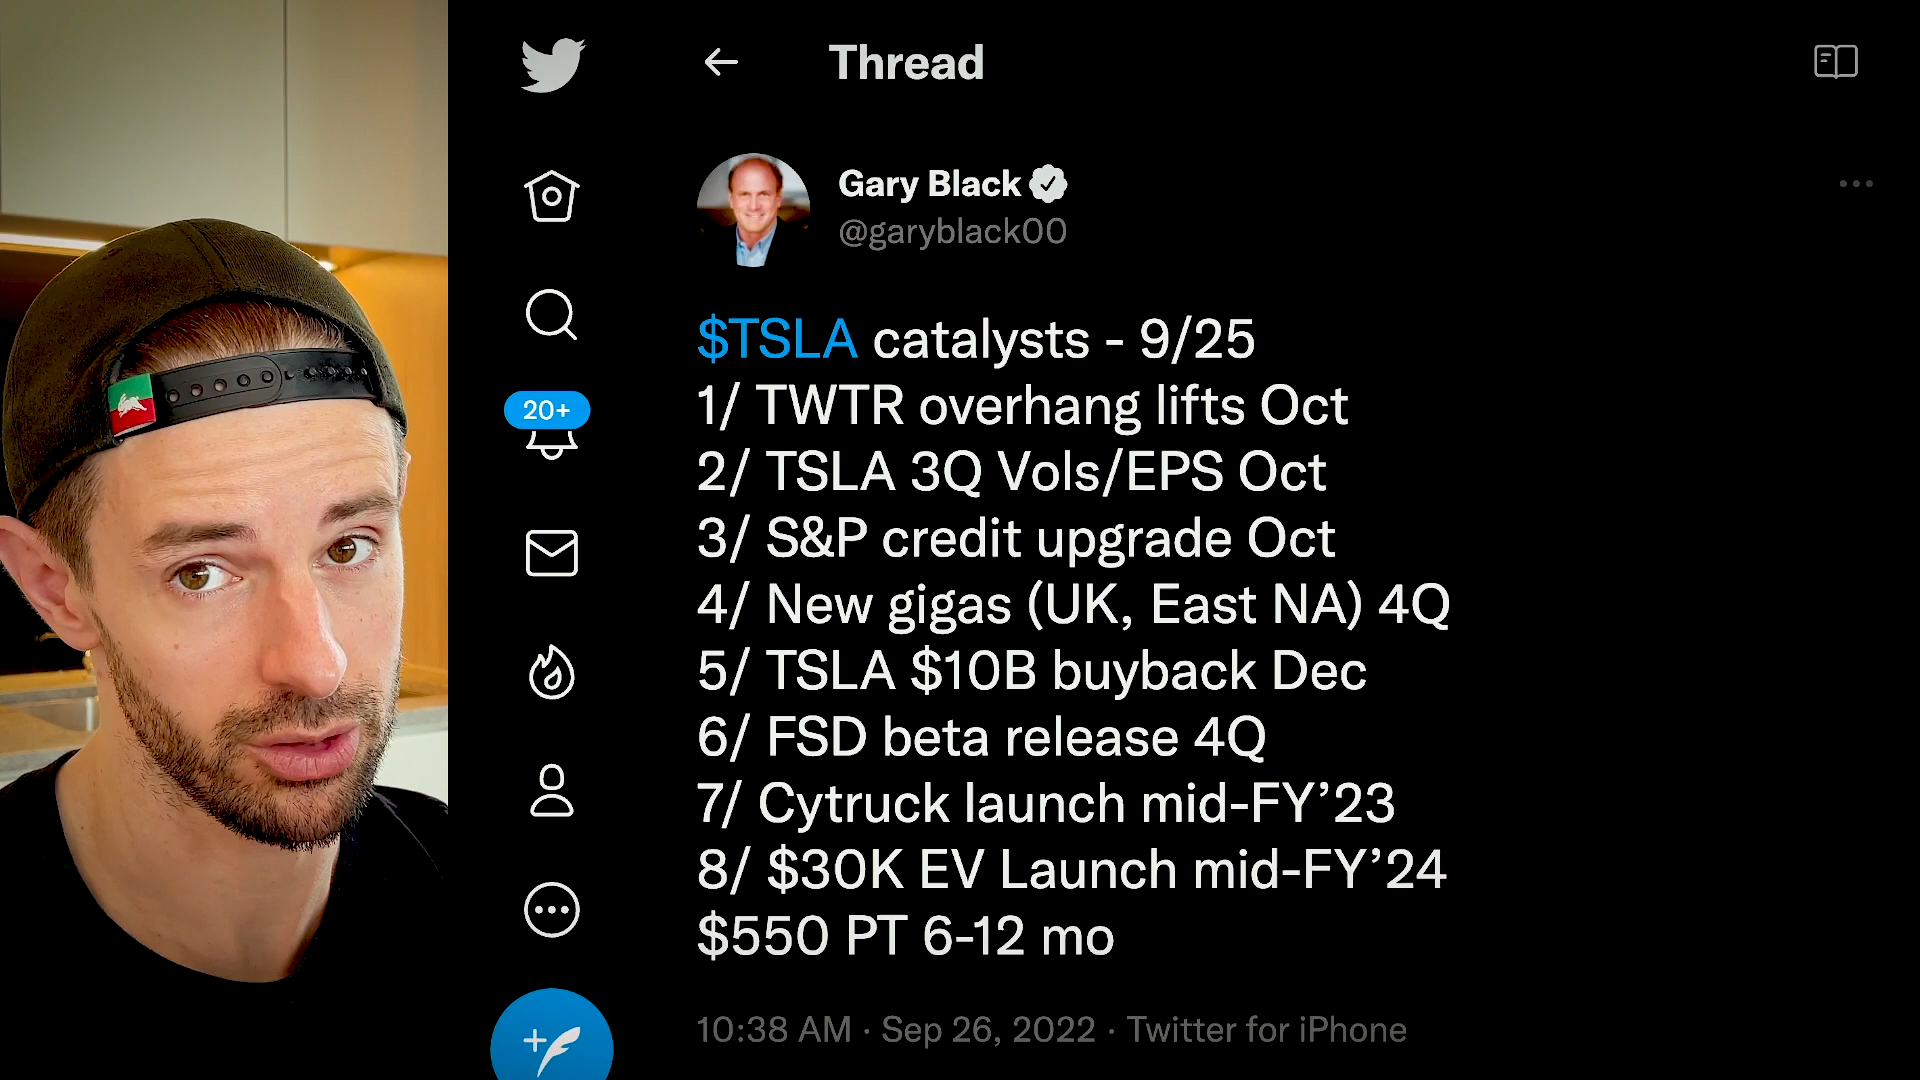 Thread
Gary Black
@garyblack00
$TSLA catalysts - 9/25
1/ TWTR overhang lifts Oct
2/ TSLA 3Q Vols/EPS Oct
3/ S&P credit upgrade Oct
4/ New gigas (UK, East NA) 4Q
5/ TSLA $10B buyback Dec
6/ FSD beta release 4Q
7/ Cytruck launch mid-FY’23
8/ $30K EV Launch mid-FY’24
$550 PT 6-12 mo
10:38 AM · Sep 26, 2022 · Twitter for iPhone
20+